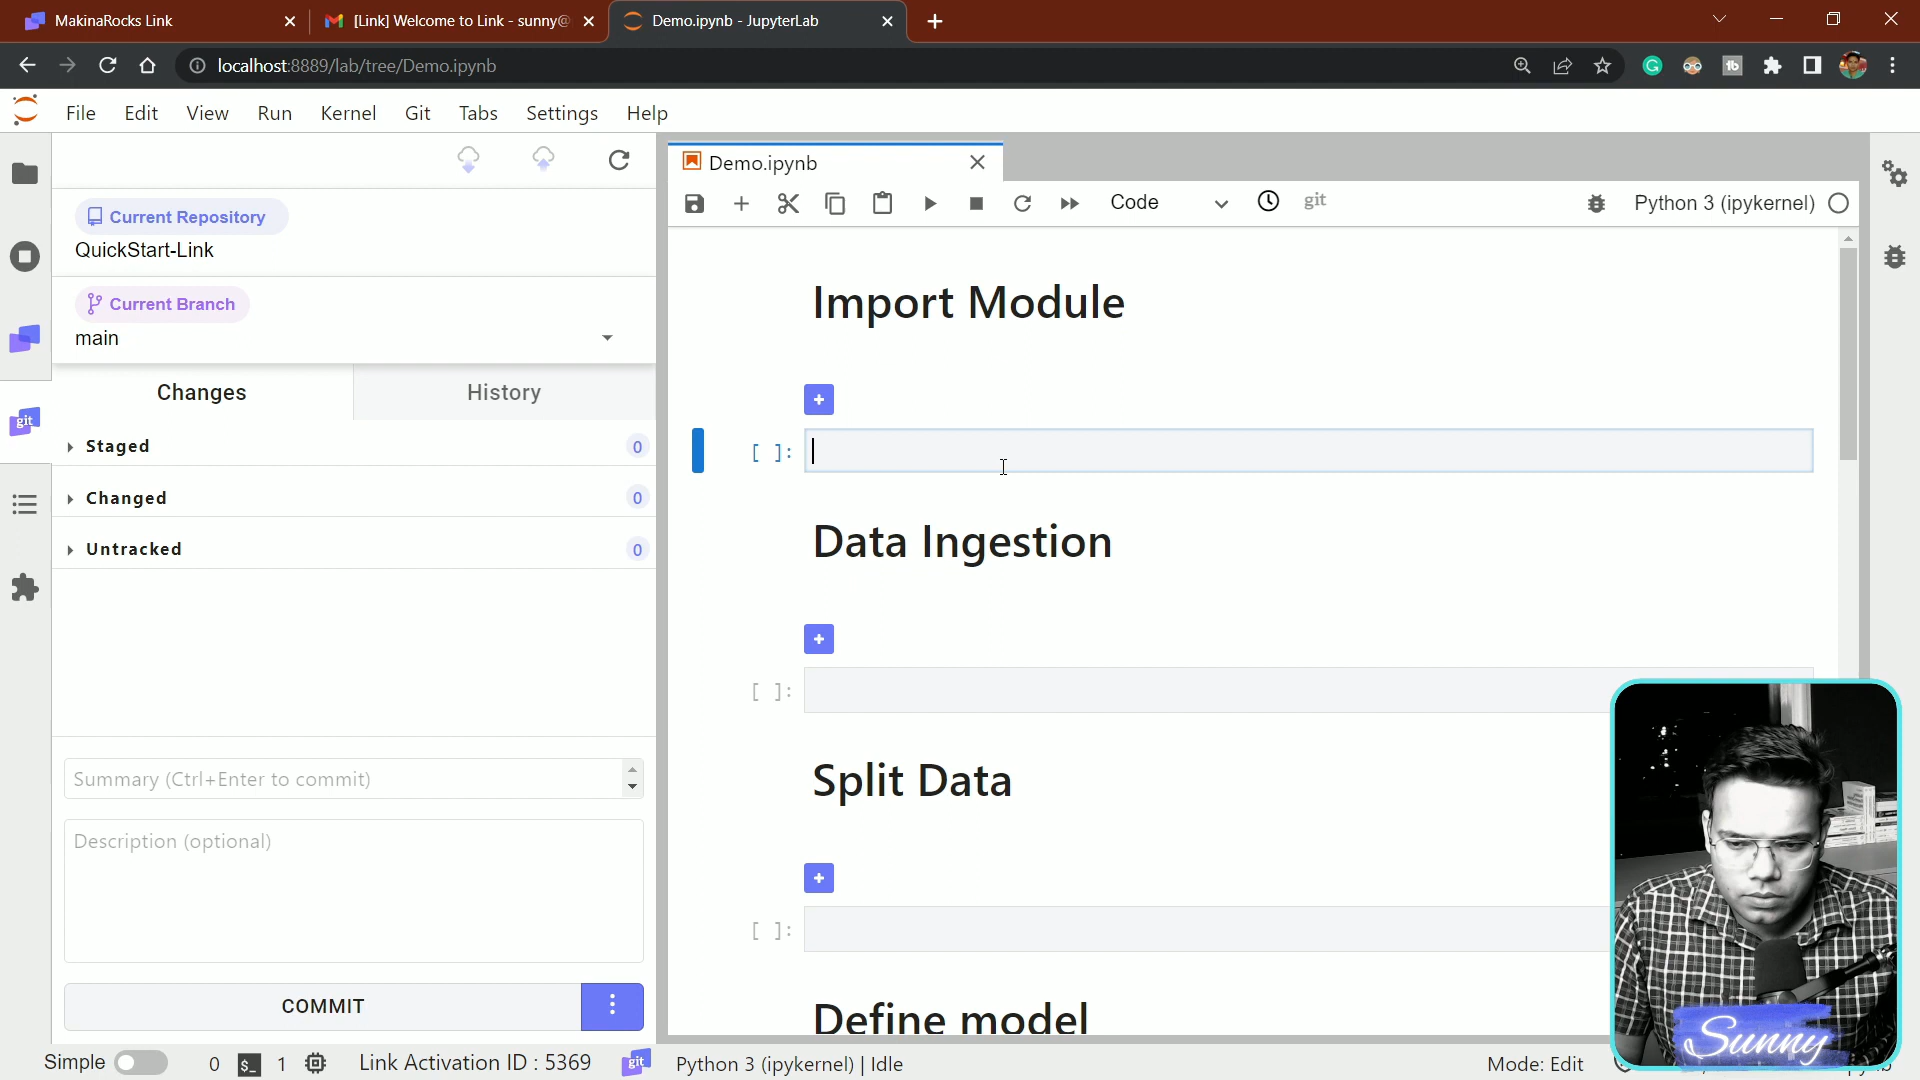 MakinaRocks Link
[Link] Welcome to Link - sunny@
Demo.ipynb - JupyterLab
localhost:8889/lab/tree/Demo.ipynb
File Edit View Run Kernel Git Tabs Settings Help
Demo.ipynb
Code
git
Python 3 (ipykernel)
Current Repository
QuickStart-Link
Current Branch
main
Changes
History
Staged 0
Changed 0
Untracked 0
Summary (Ctrl+Enter to commit)
Description (optional)
COMMIT
Import Module
[ ]:
Data Ingestion
[ ]:
Split Data
[ ]:
Define model
git
Simple
0
$_
1
Link Activation ID : 5369
git
Python 3 (ipykernel) | Idle
Mode: Edit
Sunny